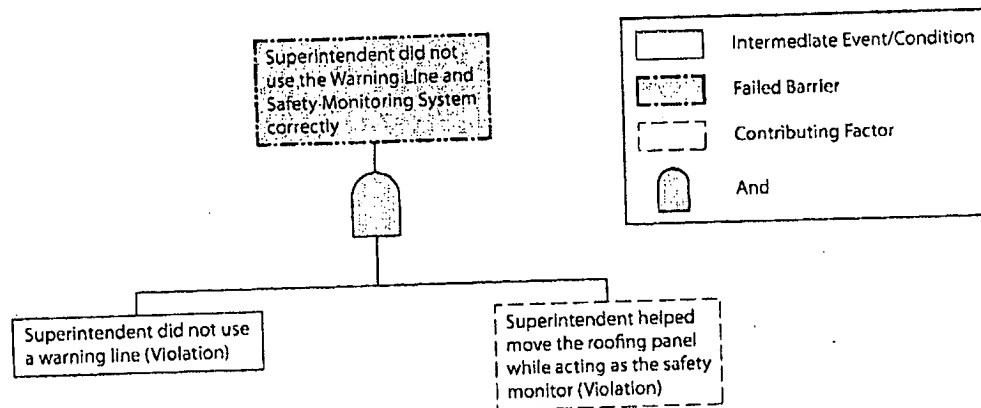 Superintendent did not
use the Warning Line and
Safety Monitoring System
correctly
Intermediate Event/Condition
Failed Barrier
Contributing Factor
And
Superintendent did not use
a warning line (Violation)
Superintendent helped
move the roofing panel
while acting as the safety
monitor (Violation)